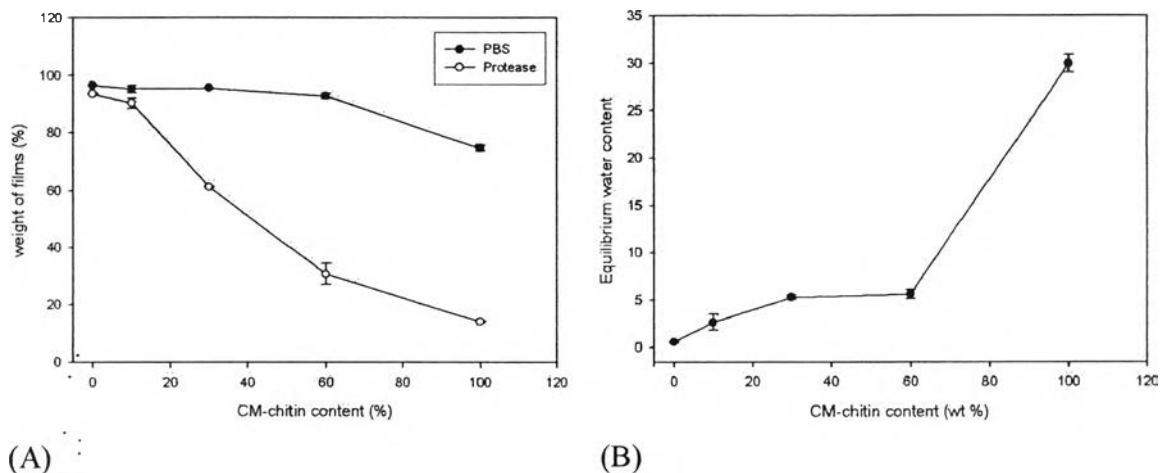 120
100
80
60
40
20
0
weight of films (%)
PBS
Protease
0 20 40 60 80 100 120
CM-chitin content (%)
(A)
35
30
25
20
15
10
5
0
Equilibrium water content
0 20 40 60 80 100 120
CM-chitin content (wt %)
(B)